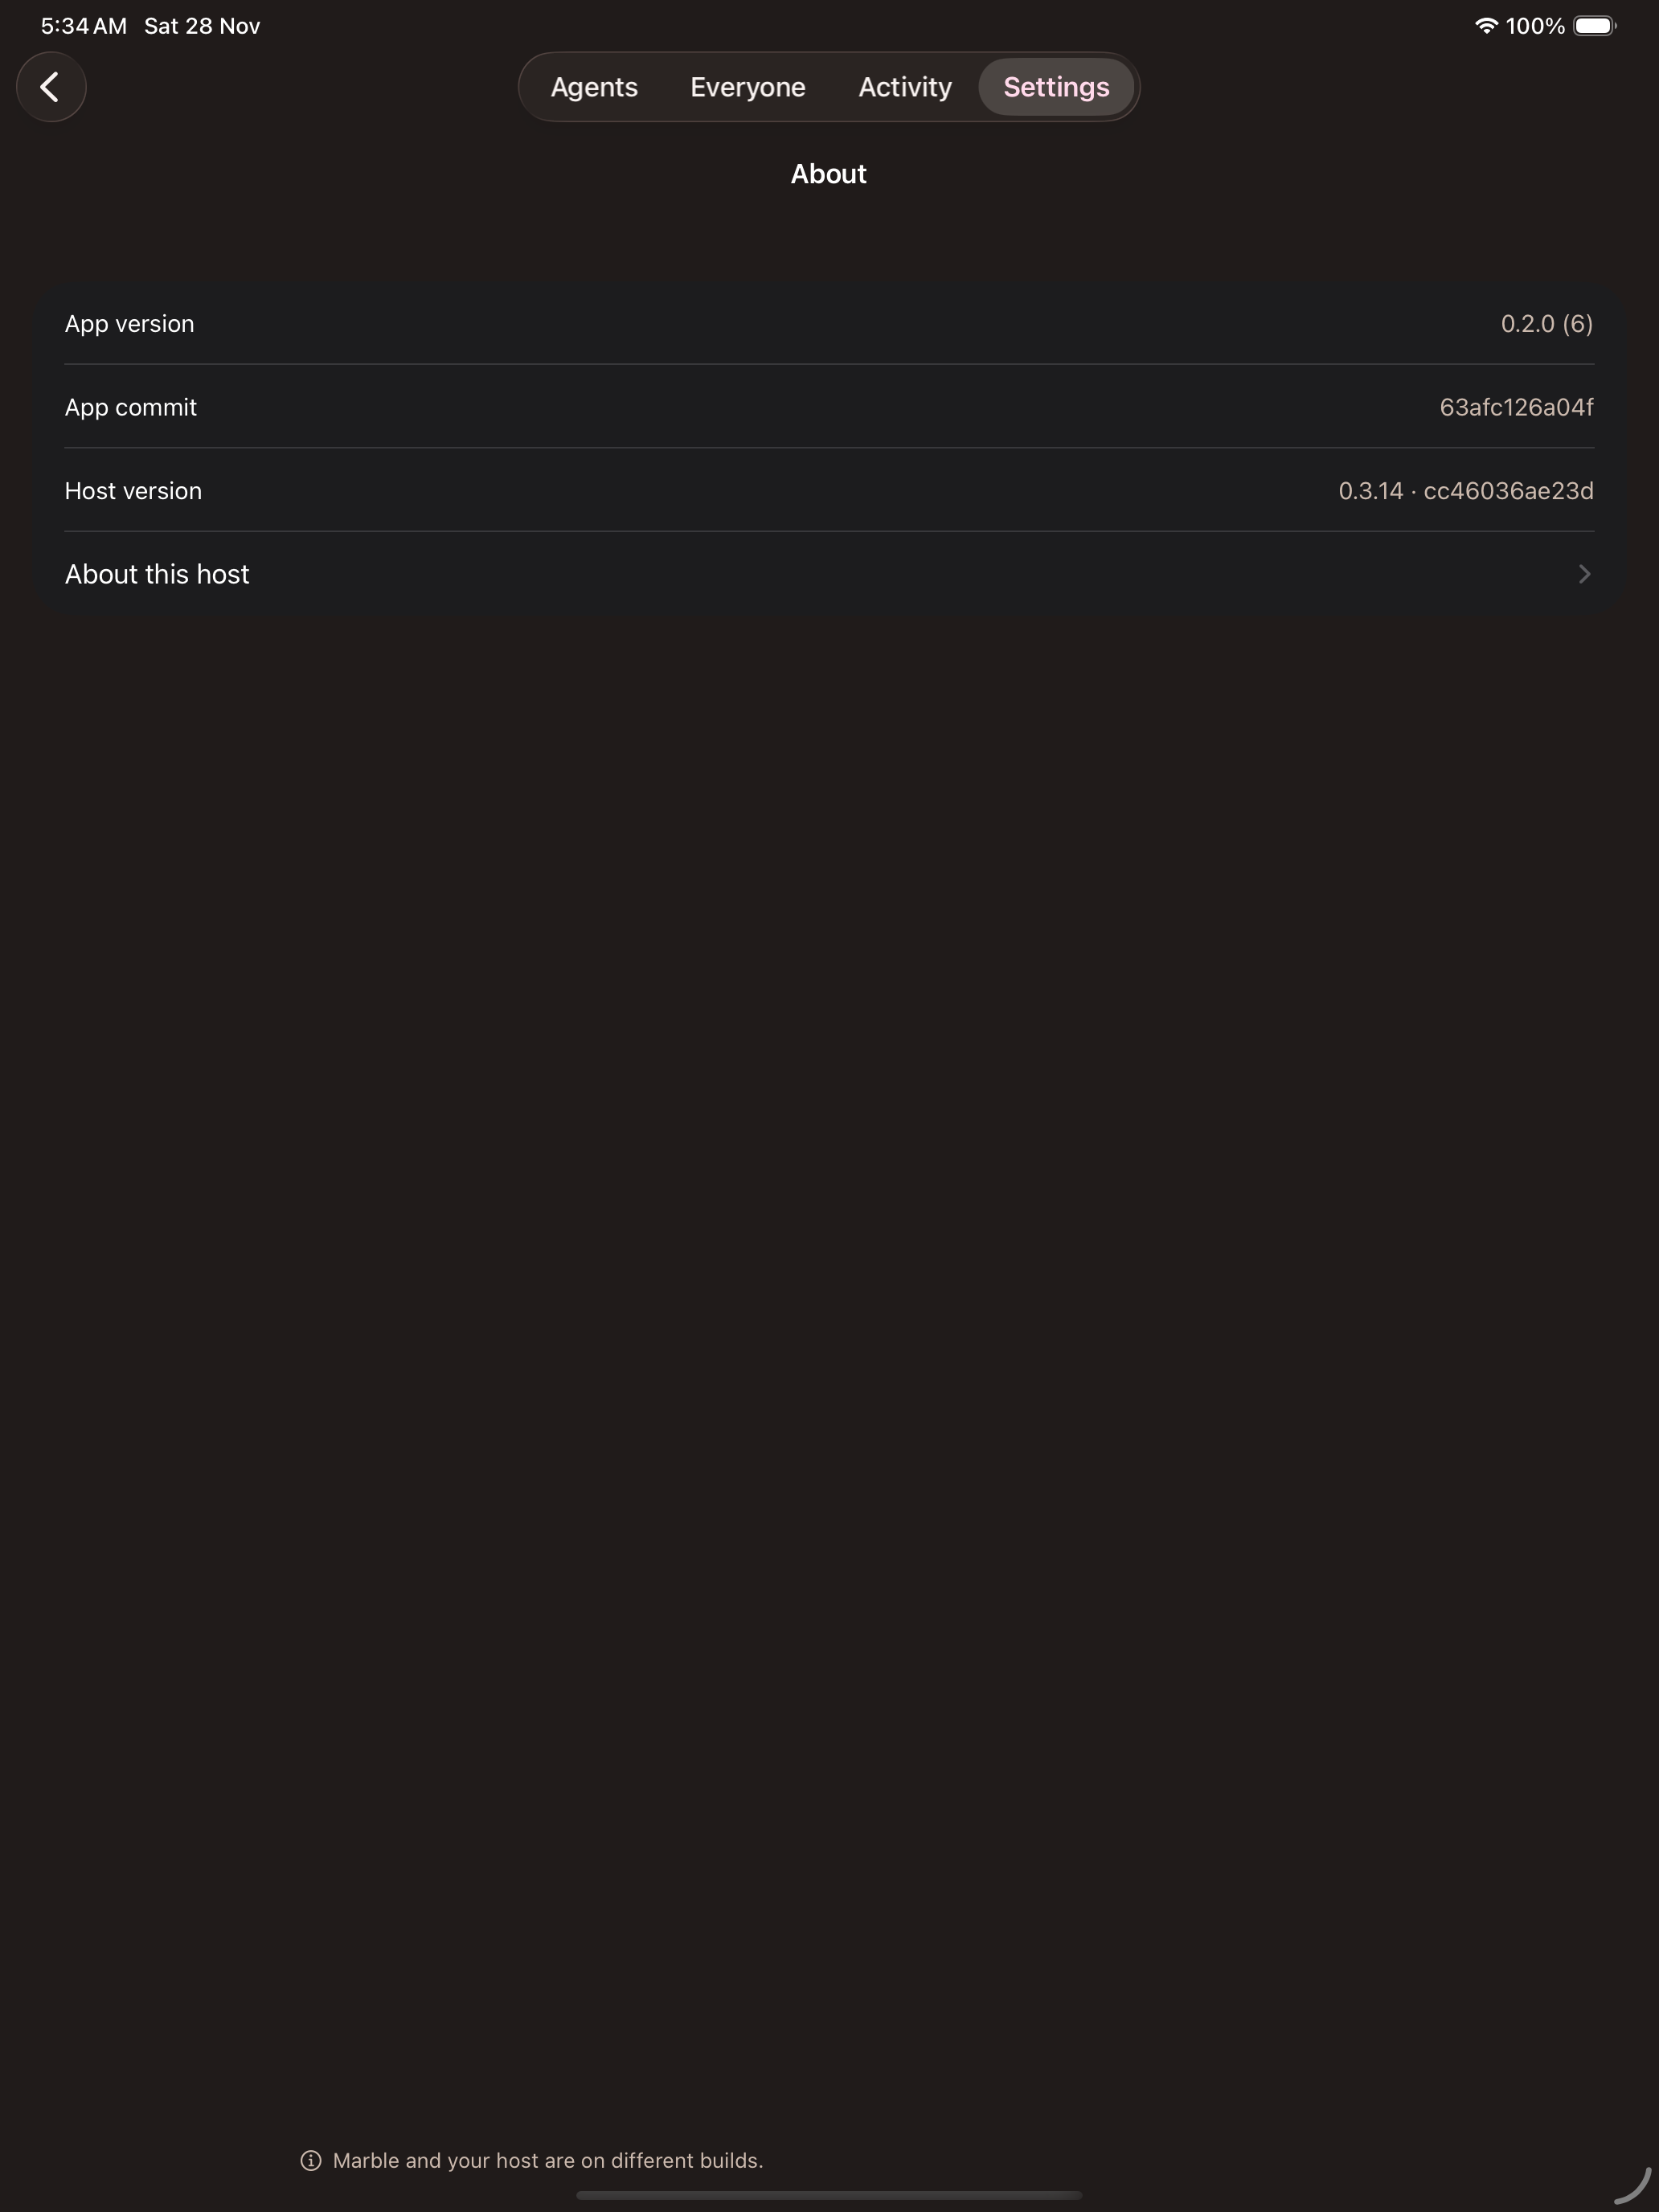 5:34 AM Sat 28 Nov 100%
Agents Everyone Activity Settings
About
App version 0.2.0 (6)
App commit 63afc126a04f
Host version 0.3.14 · cc46036ae23d
About this host
Marble and your host are on different builds.